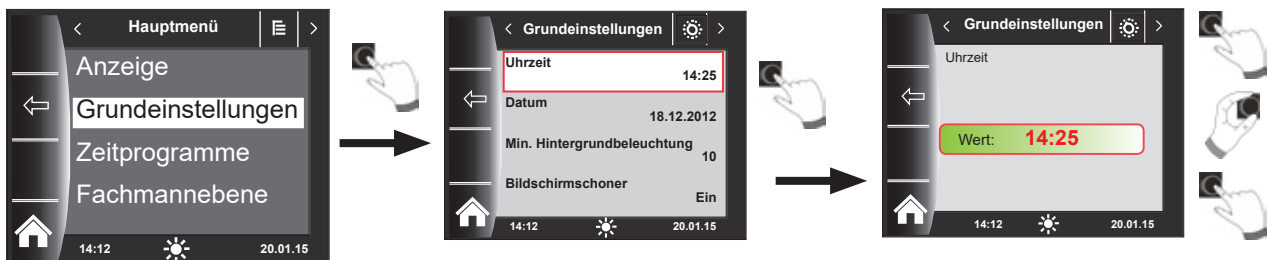 Hauptmenü
Anzeige
Grundeinstellungen
Zeitprogramme
Fachmannebene
14:12
20.01.15
Grundeinstellungen
Uhrzeit
14:25
Datum
18.12.2012
Min. Hintergrundbeleuchtung
10
Bildschirmschoner
Ein
14:12
20.01.15
Grundeinstellungen
Uhrzeit
Wert: 14:25
14:12
20.01.15